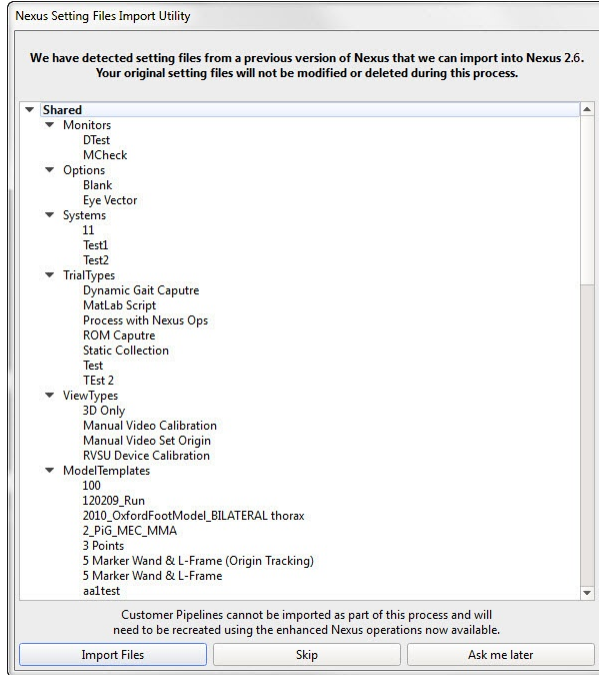 Nexus Setting Files Import Utility
We have detected setting files from a previous version of Nexus that we can import into Nexus 2.6.
Your original setting files will not be modified or deleted during this process.
Shared
Monitors
DTest
MCheck
Options
Blank
Eye Vector
Systems
11
Test1
Test2
TrialTypes
Dynamic Gait Caputre
MatLab Script
Process with Nexus Ops
ROM Caputre
Static Collection
Test
TEst 2
ViewTypes
3D Only
Manual Video Calibration
Manual Video Set Origin
RVSU Device Calibration
ModelTemplates
100
120209_Run
2010_OxfordFootModel_BILATERAL thorax
2_PiG_MEC_MMA
3 Points
5 Marker Wand & L-Frame (Origin Tracking)
5 Marker Wand & L-Frame
aa1test
Customer Pipelines cannot be imported as part of this process and will
need to be recreated using the enhanced Nexus operations now available.
Import Files Skip Ask me later